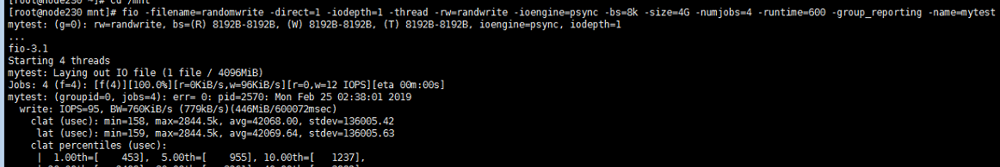 [root@node230 ~]# cd /mnt
[root@node230 mnt]# fio -filename=randomwrite -direct=1 -iodepth=1 -thread -rw=randwrite -ioengine=psync -bs=8k -size=4G -numjobs=4 -runtime=600 -group_reporting -name=mytest
mytest: (g=0): rw=randwrite, bs=(R) 8192B-8192B, (W) 8192B-8192B, (T) 8192B-8192B, ioengine=psync, iodepth=1
...
fio-3.1
Starting 4 threads
mytest: Laying out IO file (1 file / 4096MiB)
Jobs: 4 (f=4): [f(4)][100.0%][r=0KiB/s,w=96KiB/s][r=0,w=12 IOPS][eta 00m:00s]
mytest: (groupid=0, jobs=4): err= 0: pid=2570: Mon Feb 25 02:38:01 2019
write: IOPS=95, BW=760KiB/s (779kB/s)(446MiB/600072msec)
clat (usec): min=158, max=2844.5k, avg=42068.00, stdev=136005.42
lat (usec): min=159, max=2844.5k, avg=42069.64, stdev=136005.63
clat percentiles (usec):
| 1.00th=[ 453], 5.00th=[ 955], 10.00th=[ 1237],